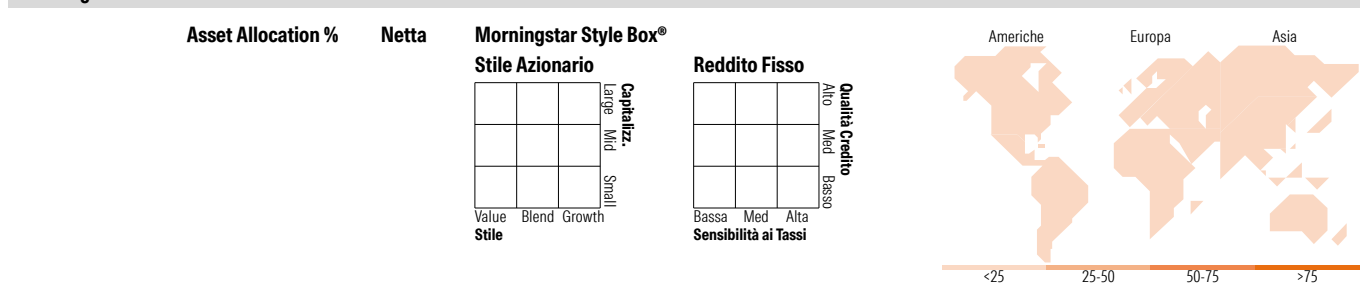 Asset Allocation % Netta Morningstar Style Box®
Stile Azionario
Large Mid Small
Capitalizz.
Value Blend Growth
Stile
Reddito Fisso
Alto Med Basso
Qualità Credito
Bassa Med Alta
Sensibilità ai Tassi
Americhe Europa Asia
<25 25-50 50-75 >75